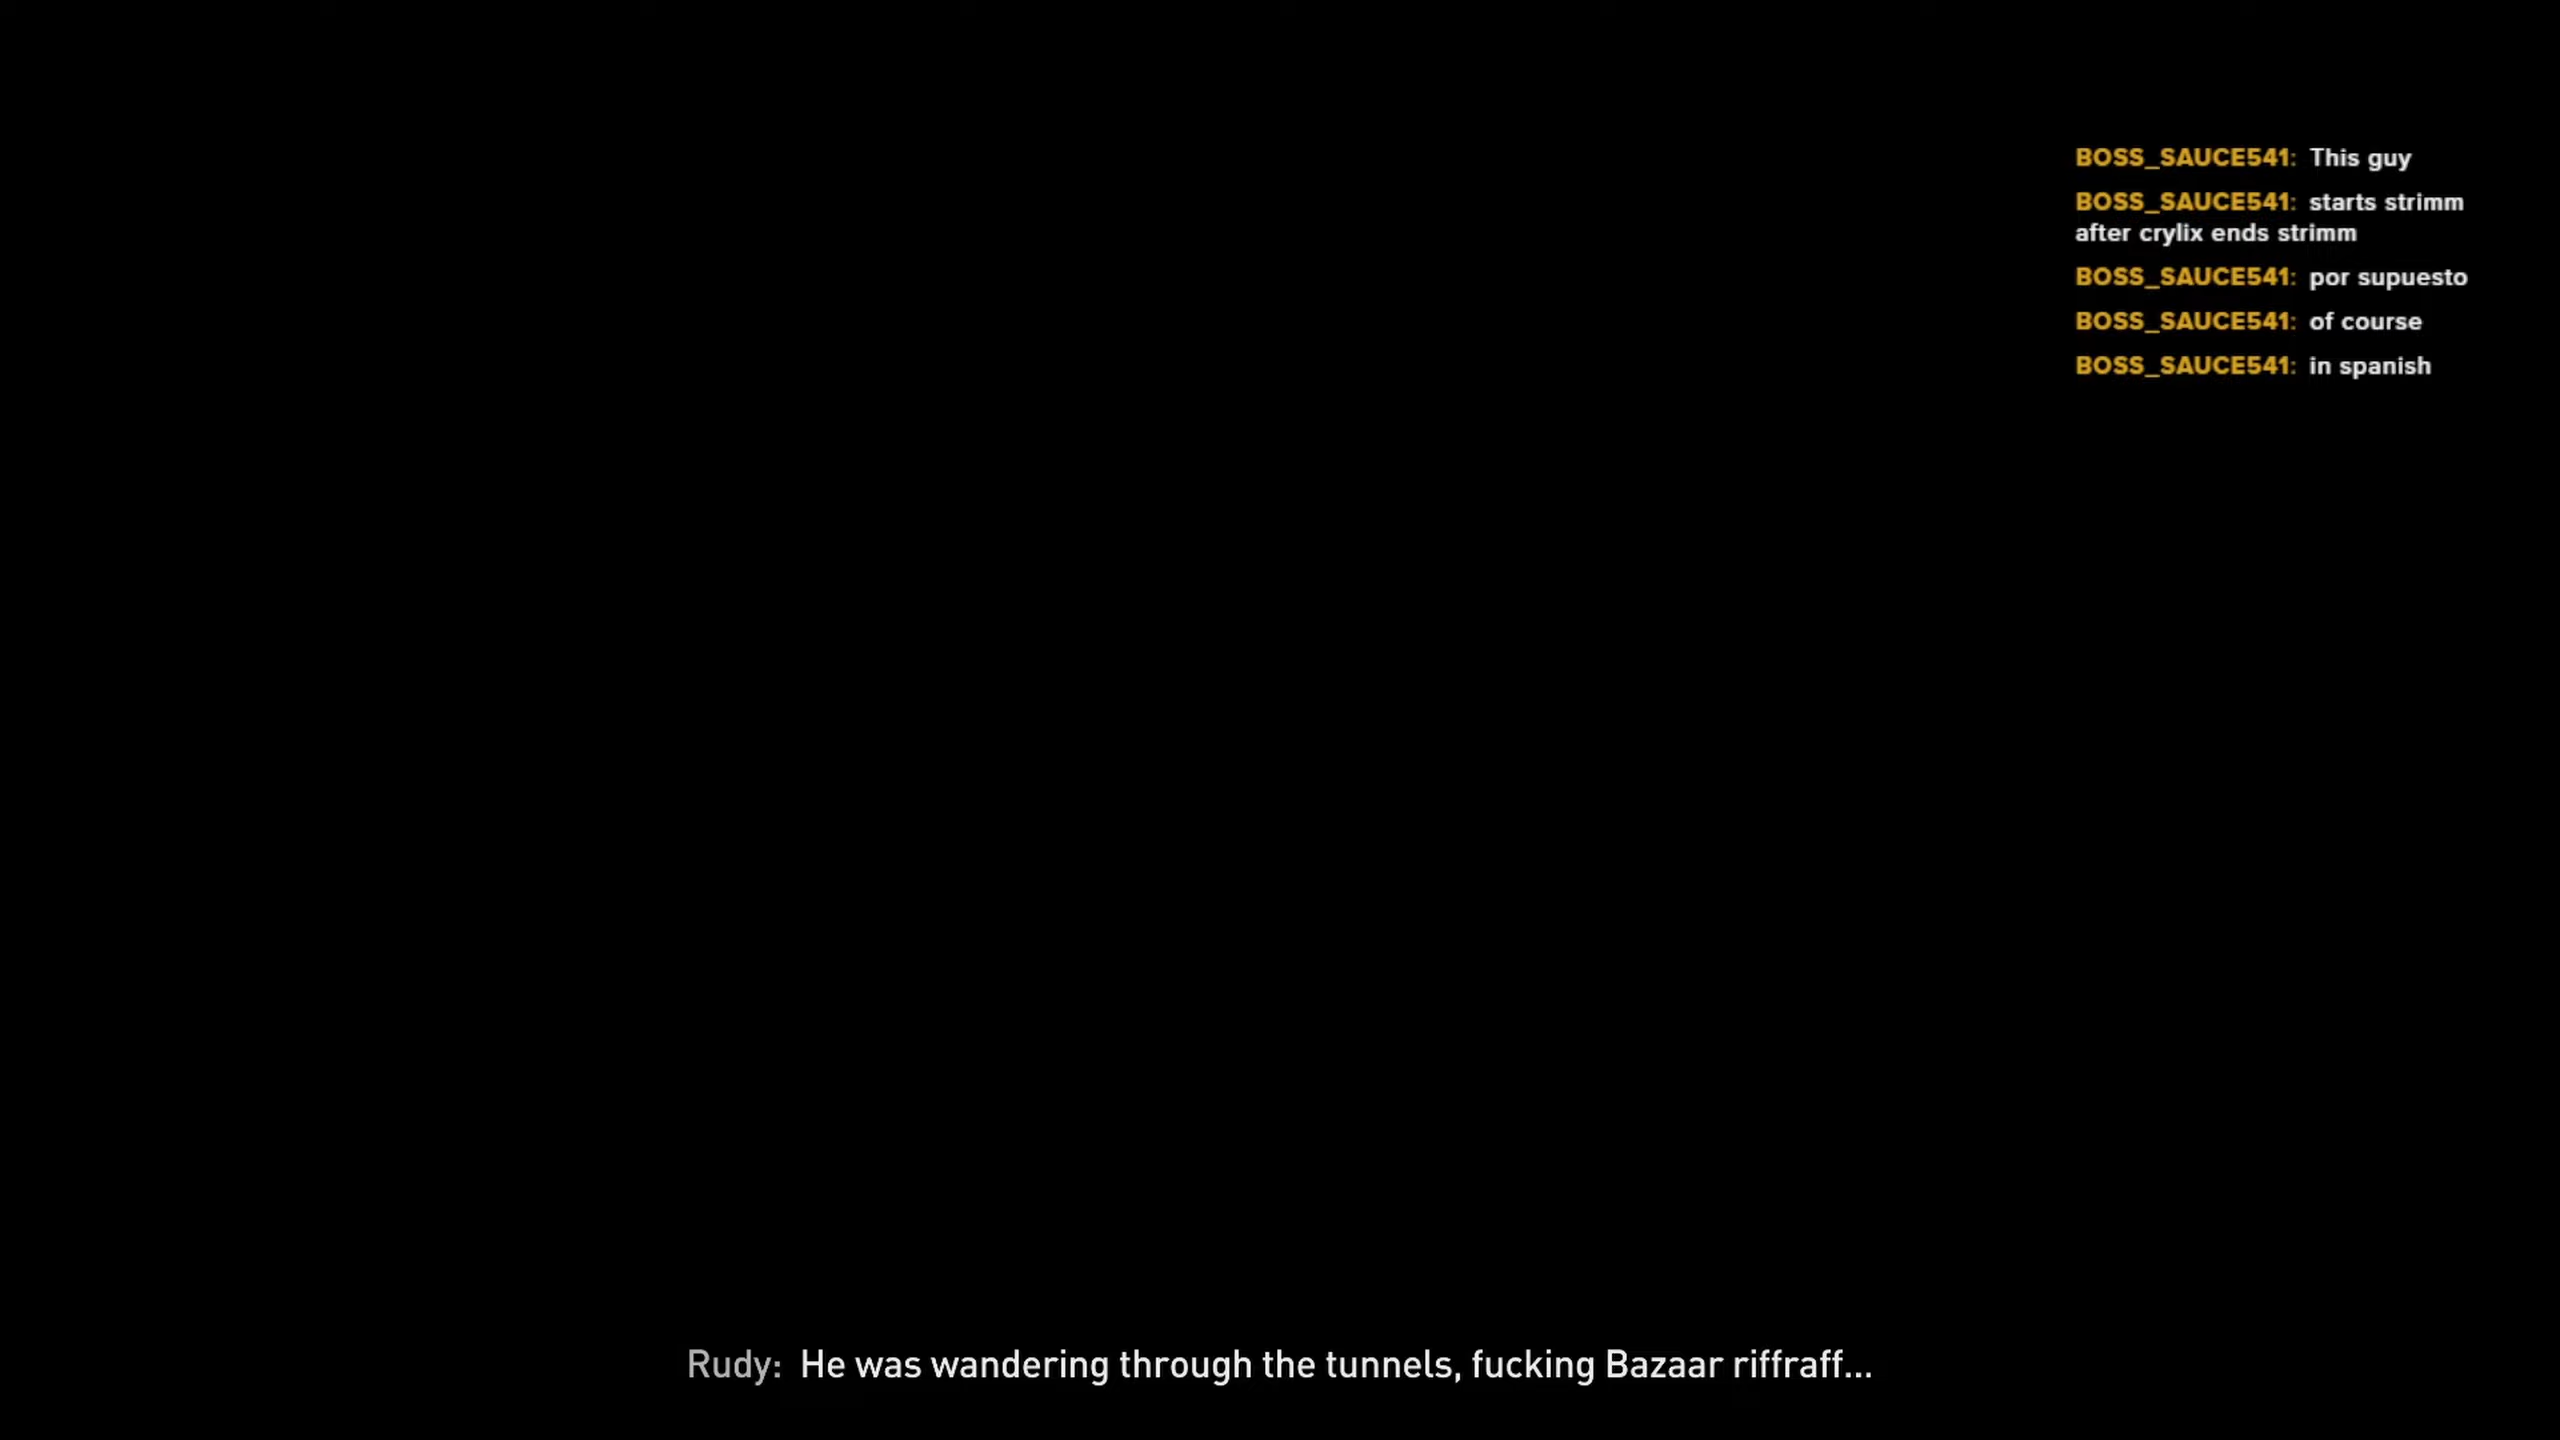 BOSS_SAUCE541: This guy
BOSS_SAUCE541: starts strimm
after crylix ends strimm
BOSS_SAUCE541: por supuesto
BOSS_SAUCE541: of course
BOSS_SAUCE541: in spanish
Rudy: He was wandering through the tunnels, fucking Bazaar riffraff...